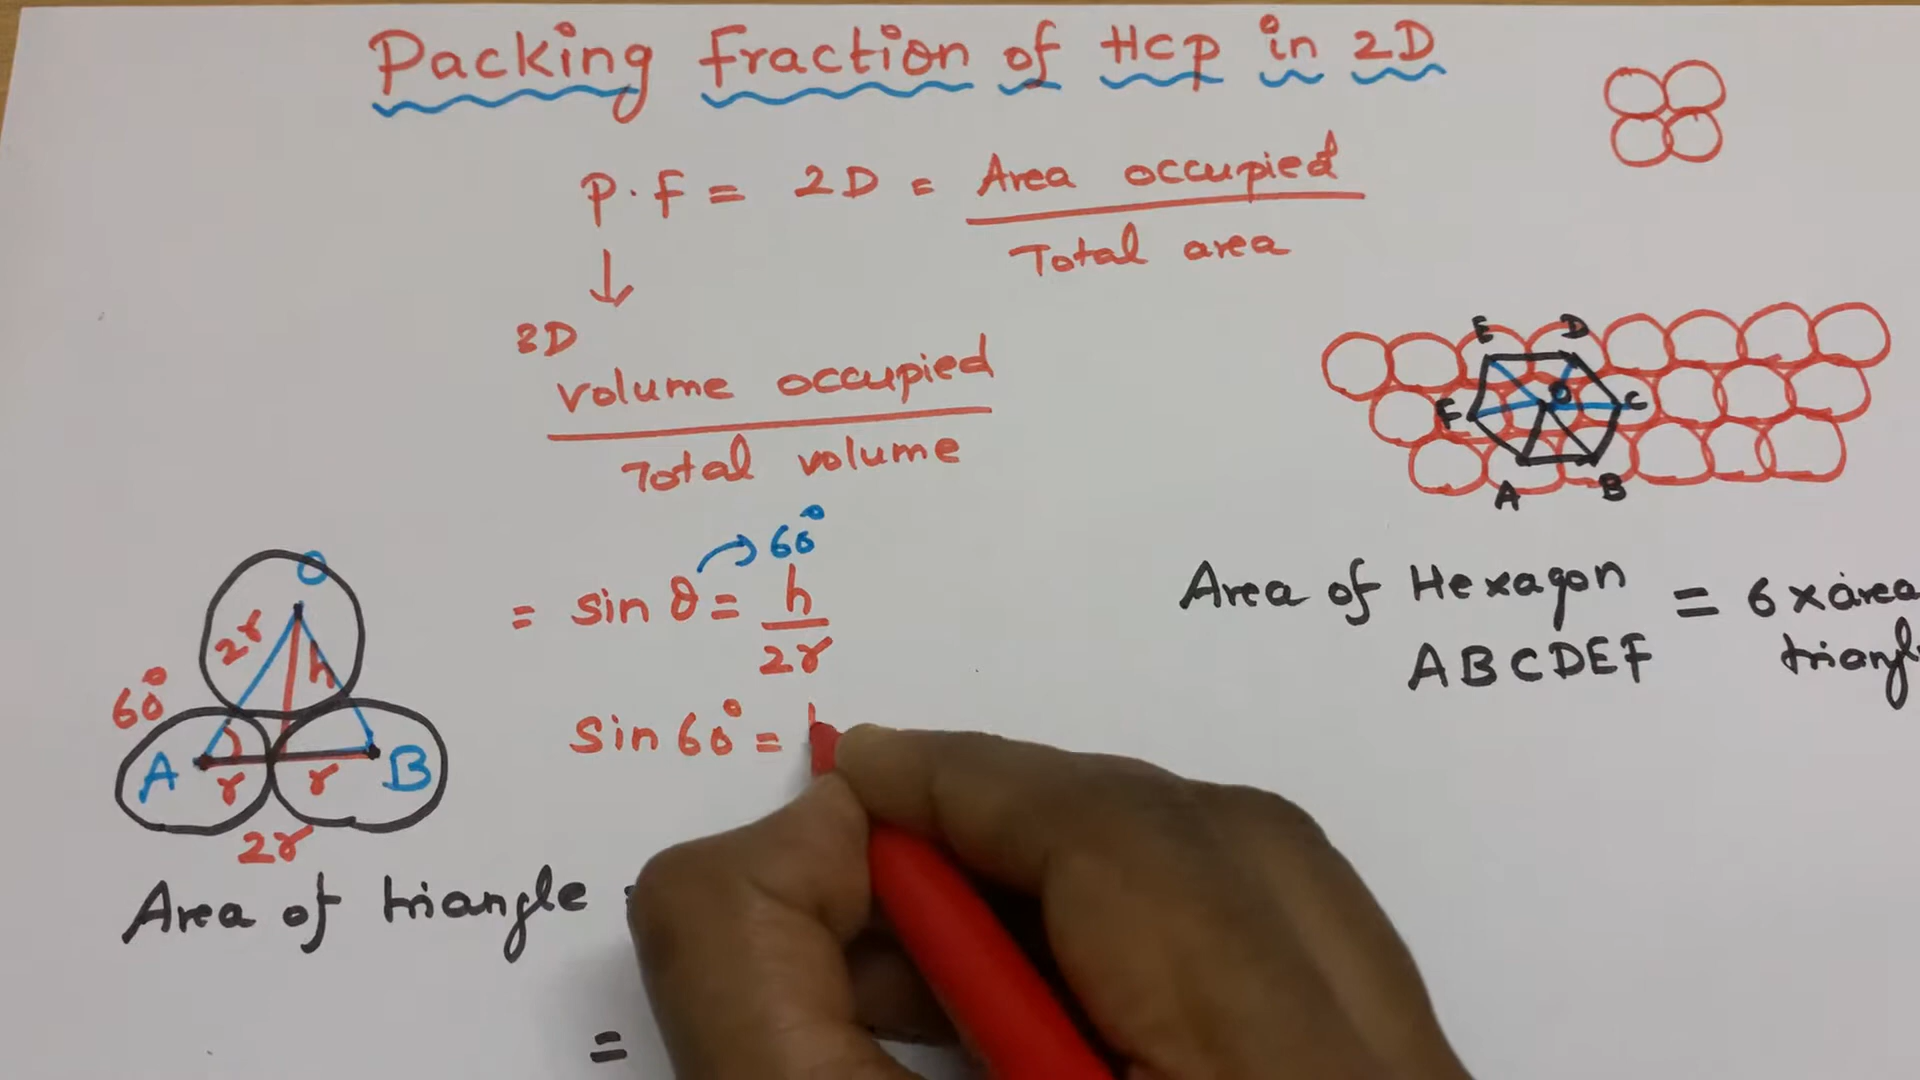 Packing fraction of Hcp in 2D
P.F = 2D = Area occupied
Total area
↓
3D
volume occupied
Total volume
= sin θ = h
2r
→ 60°
sin 60° =
O
2r
h
60°
A
r
r
B
2r
Area of triangle
=
E
D
F
O
C
A
B
Area of Hexagon
ABCDEF
= 6 x area